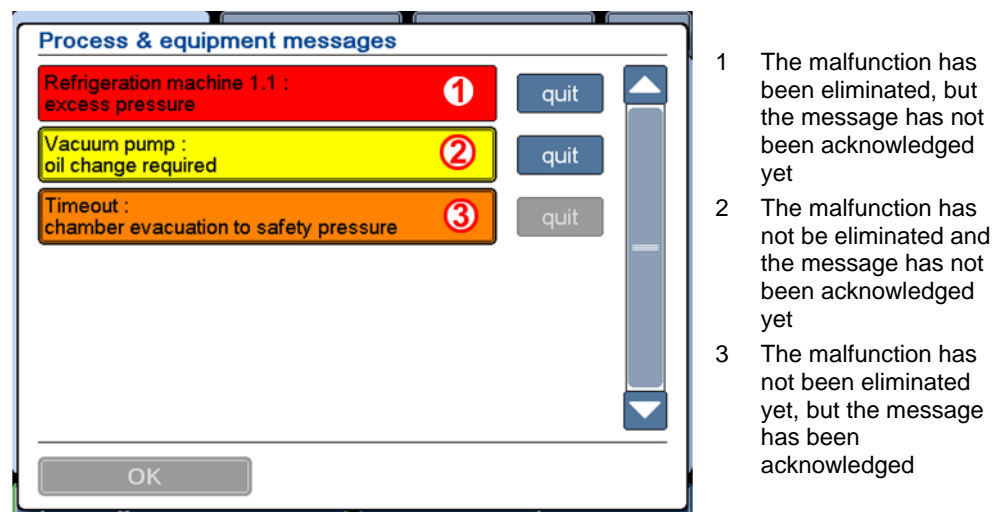 Process & equipment messages
Refrigeration machine 1.1 :
excess pressure
1
quit
Vacuum pump :
oil change required
2
quit
Timeout :
chamber evacuation to safety pressure
3
quit
OK
1 The malfunction has
been eliminated, but
the message has not
been acknowledged
yet
2 The malfunction has
not be eliminated and
the message has not
been acknowledged
yet
3 The malfunction has
not been eliminated
yet, but the message
has been
acknowledged